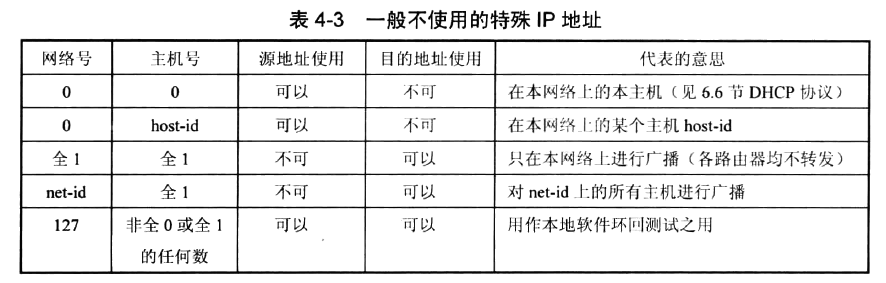 表 4-3 一般不使用的特殊 IP 地址
网络号 主机号 源地址使用 目的地址使用 代表的意思
0 0 可以 不可 在本网络上的本主机（见 6.6 节 DHCP 协议）
0 host-id 可以 不可 在本网络上的某个主机 host-id
全 1 全 1 不可 可以 只在本网络上进行广播（各路由器均不转发）
net-id 全 1 不可 可以 对 net-id 上的所有主机进行广播
127 非全 0 或全 1 可以 可以 用作本地软件环回测试之用
的任何数